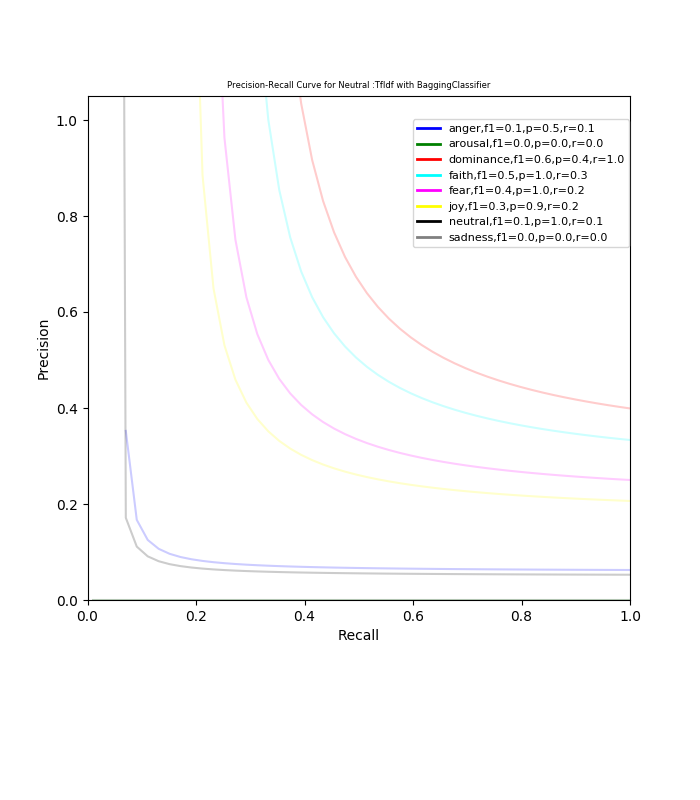 Precision-Recall Curve for Neutral :TfIdf with BaggingClassifier
1.0
0.8
0.6
0.4
0.2
0.0
Precision
anger,f1=0.1,p=0.5,r=0.1
arousal,f1=0.0,p=0.0,r=0.0
dominance,f1=0.6,p=0.4,r=1.0
faith,f1=0.5,p=1.0,r=0.3
fear,f1=0.4,p=1.0,r=0.2
joy,f1=0.3,p=0.9,r=0.2
neutral,f1=0.1,p=1.0,r=0.1
sadness,f1=0.0,p=0.0,r=0.0
0.0 0.2 0.4 0.6 0.8 1.0
Recall